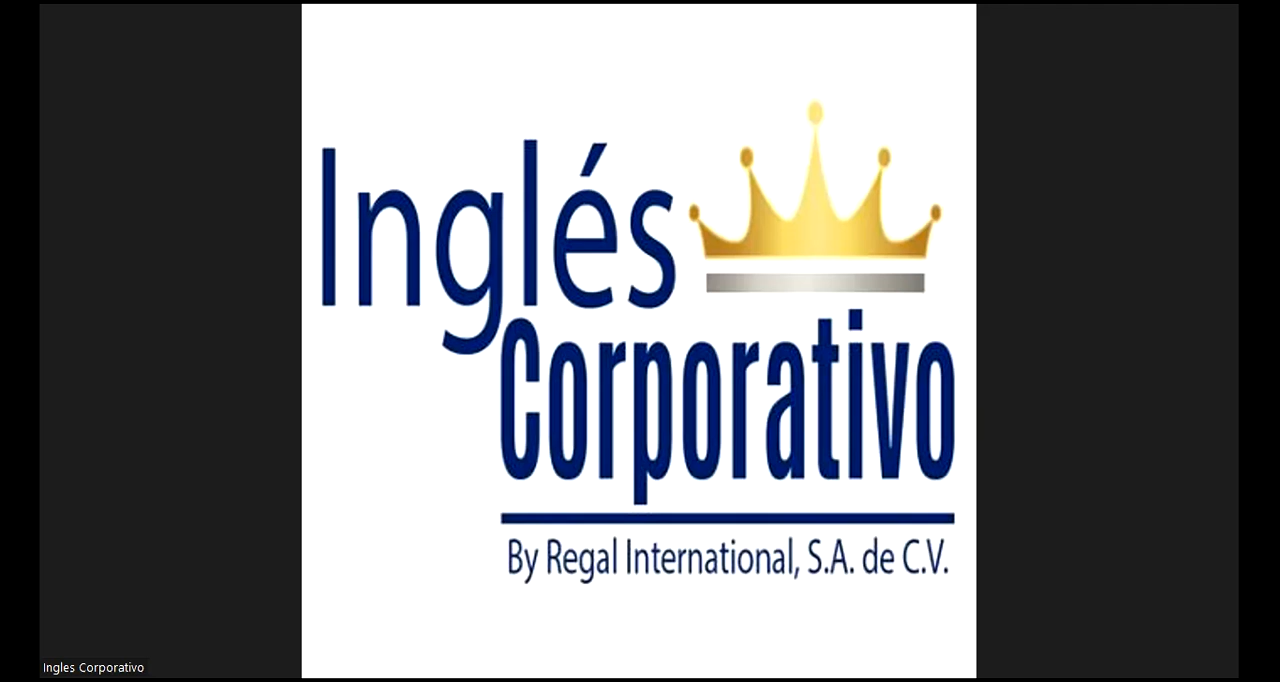 Inglés
Corporativo
By Regal International, S.A. de C.V.
Ingles Corporativo